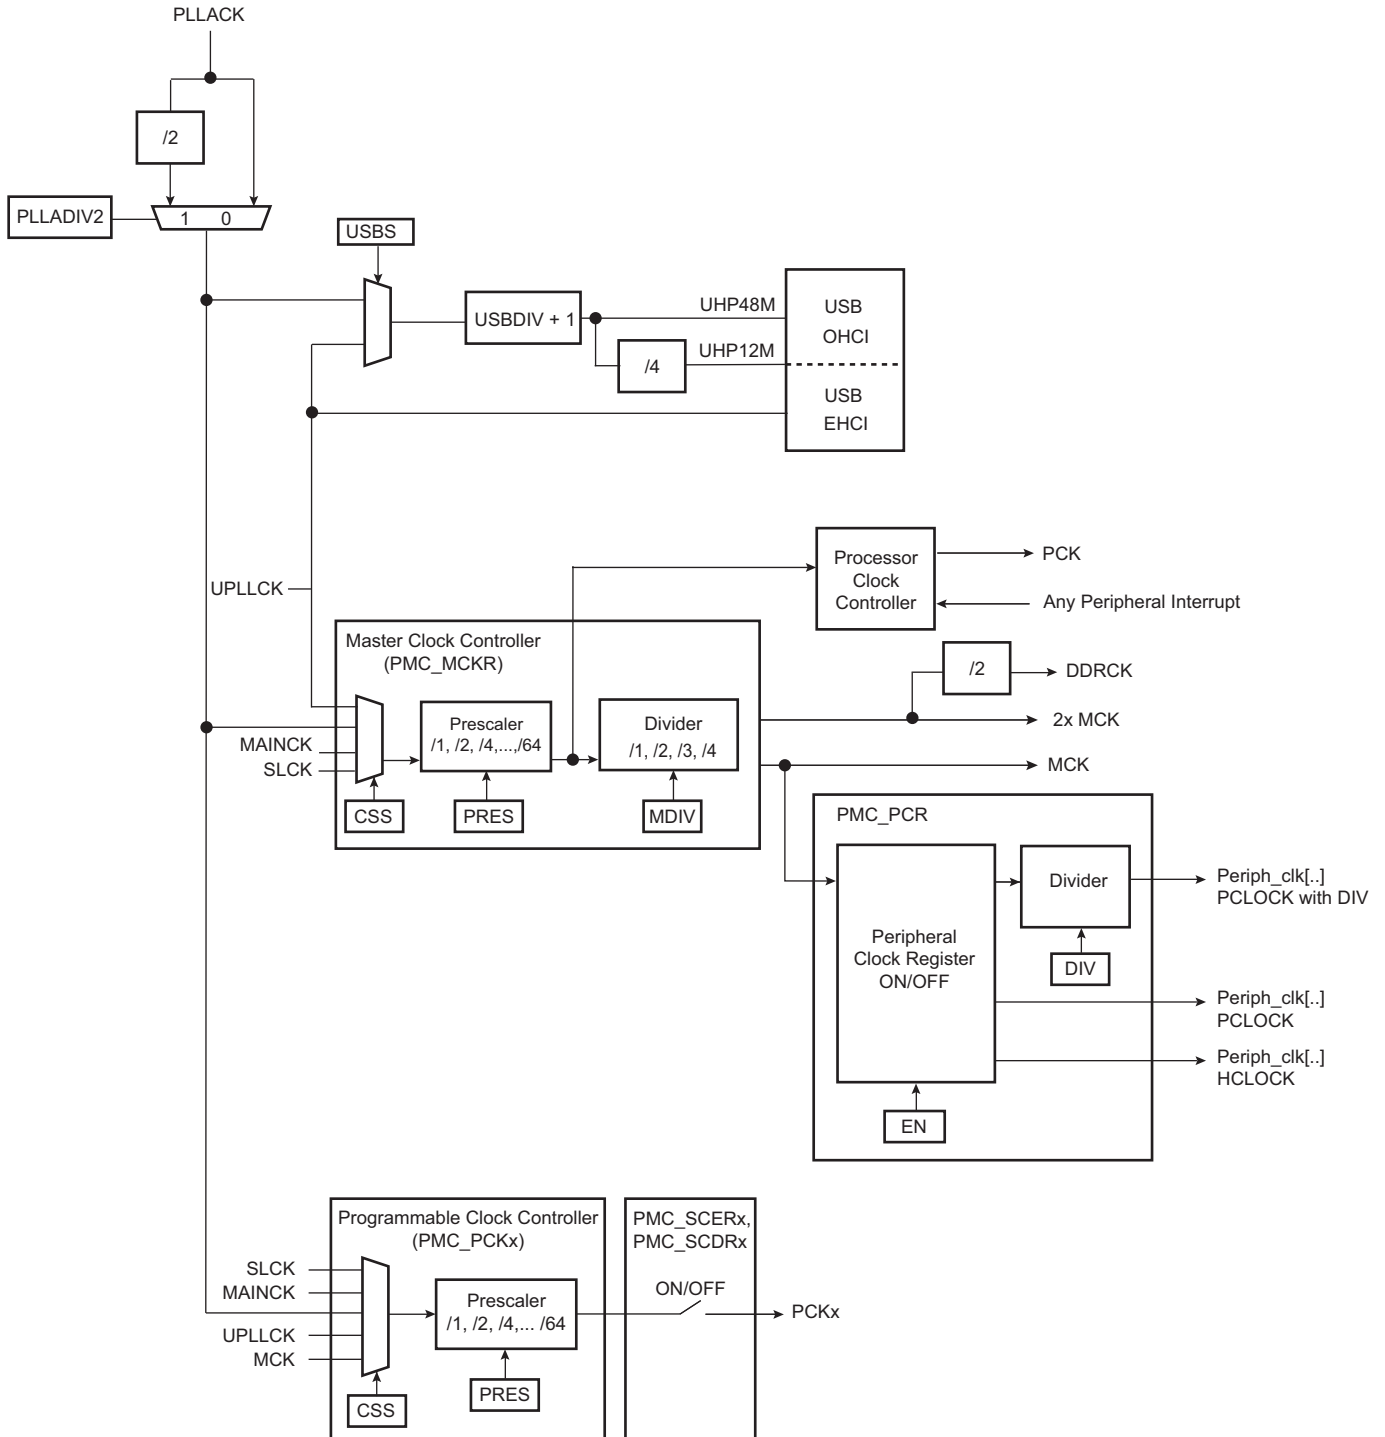 PLLACK
/2
PLLADIV2
1 0
USBS
USBDIV + 1
UHP48M
/4
UHP12M
USB
OHCI
USB
EHCI
UPLLCK
Processor
Clock
Controller
PCK
Any Peripheral Interrupt
Master Clock Controller
(PMC_MCKR)
MAINCK
SLCK
Prescaler
/1, /2, /4,...,/64
Divider
/1, /2, /3, /4
CSS
PRES
MDIV
/2
DDRCK
2x MCK
MCK
PMC_PCR
Peripheral
Clock Register
ON/OFF
EN
Divider
DIV
Periph_clk[..]
PCLOCK with DIV
Periph_clk[..]
PCLOCK
Periph_clk[..]
HCLOCK
Programmable Clock Controller
(PMC_PCKx)
SLCK
MAINCK
UPLLCK
MCK
Prescaler
/1, /2, /4,... /64
CSS
PRES
PMC_SCERx,
PMC_SCDRx
ON/OFF
PCKx